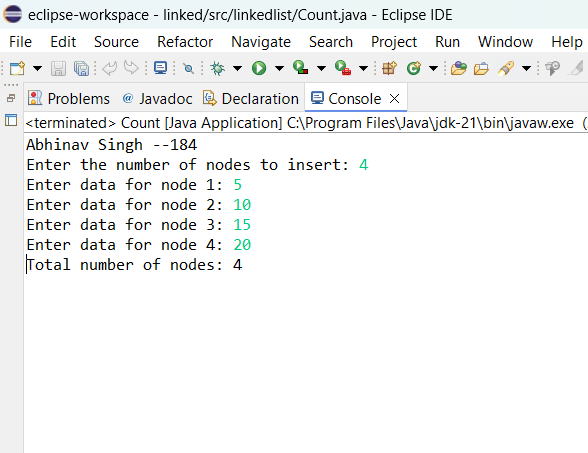 eclipse-workspace - linked/src/linkedlist/Count.java - Eclipse IDE
File Edit Source Refactor Navigate Search Project Run Window Help
Problems @ Javadoc Declaration Console
<terminated> Count [Java Application] C:\Program Files\Java\jdk-21\bin\javaw.exe (
Abhinav Singh --184
Enter the number of nodes to insert: 4
Enter data for node 1: 5
Enter data for node 2: 10
Enter data for node 3: 15
Enter data for node 4: 20
Total number of nodes: 4